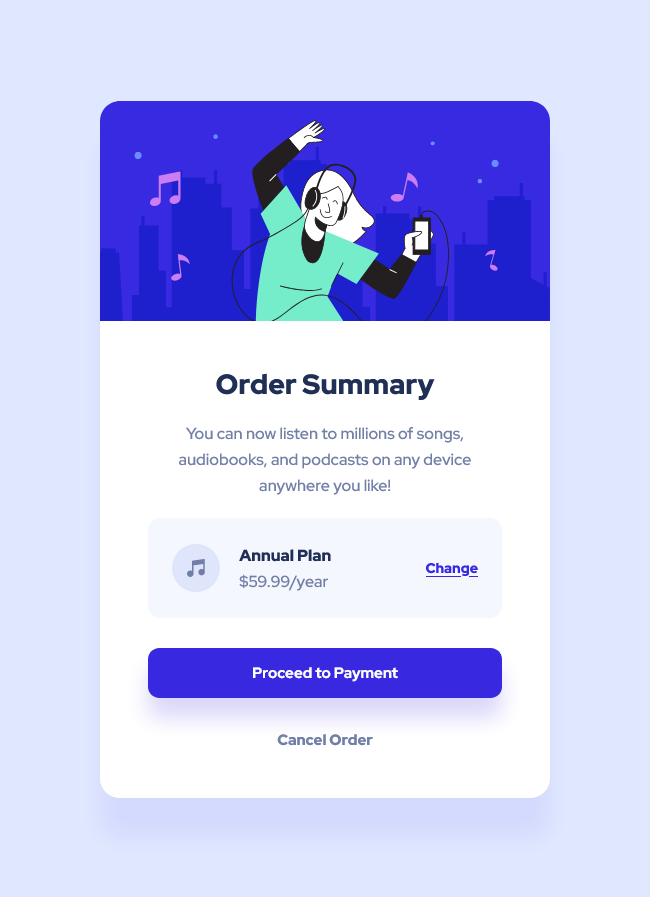 Order Summary
You can now listen to millions of songs,
audiobooks, and podcasts on any device
anywhere you like!
Annual Plan
$59.99/year
Change
Proceed to Payment
Cancel Order